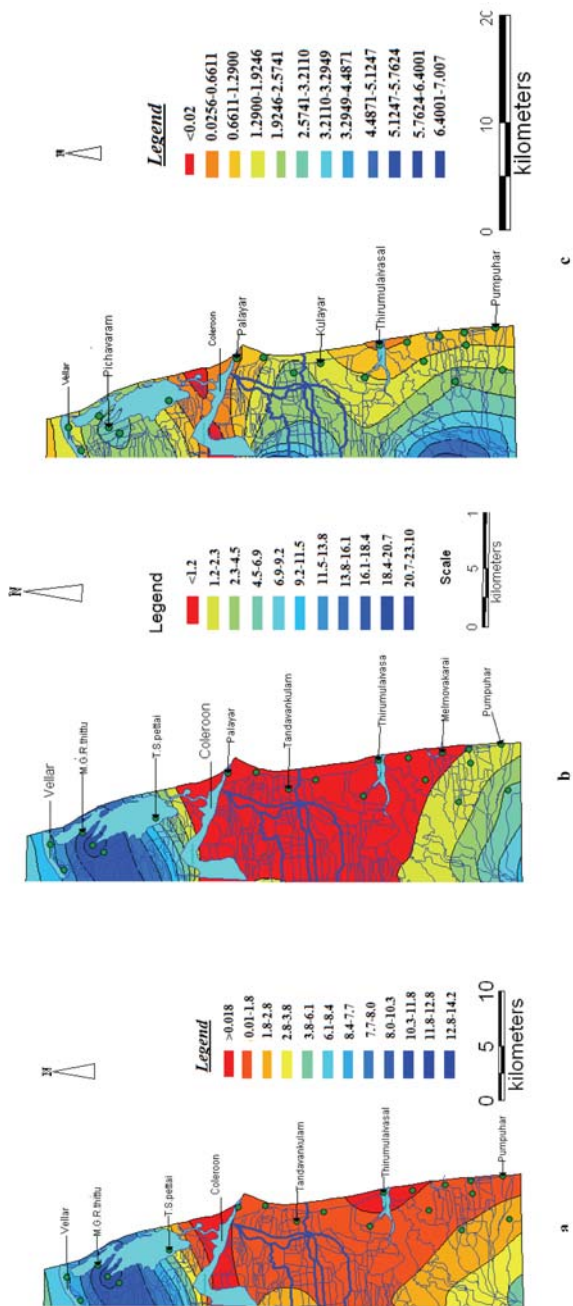 N
Vellar
M.G.R.thittu
T.S.pettai
Coleroon
Tandavankulam
Thirumulaivasal
Pumpuhar
Legend
>0.018
-0.01-1.8
1.8-2.8
2.8-3.8
3.8-6.1
6.1-8.4
8.4-7.7
7.7-8.0
8.0-10.3
10.3-11.8
11.8-12.8
12.8-14.2
0 5 10
kilometers
a
N
Vellar
M.G.R.thittu
T.S.pettai
Coleroon
Palayar
Tandavankulam
Thirumulaivasa
Melmovakarai
Pumpuhar
Legend
<1.2
1.2-2.3
2.3-4.5
4.5-6.9
6.9-9.2
9.2-11.5
11.5-13.8
13.8-16.1
16.1-18.4
18.4-20.7
20.7-23.10
Scale
0 5 1
kilometers
b
N
Vellar
Pichavaram
Coleroon
Palayar
Kulayar
Thirumulaivasal
Pumpuhar
Legend
<0.02
0.0256-0.6611
0.6611-1.2900
1.2900-1.9246
1.9246-2.5741
2.5741-3.2110
3.2110-3.2949
3.2949-4.4871
4.4871-5.1247
5.1247-5.7624
5.7624-6.4001
6.4001-7.007
0 10 20
kilometers
c